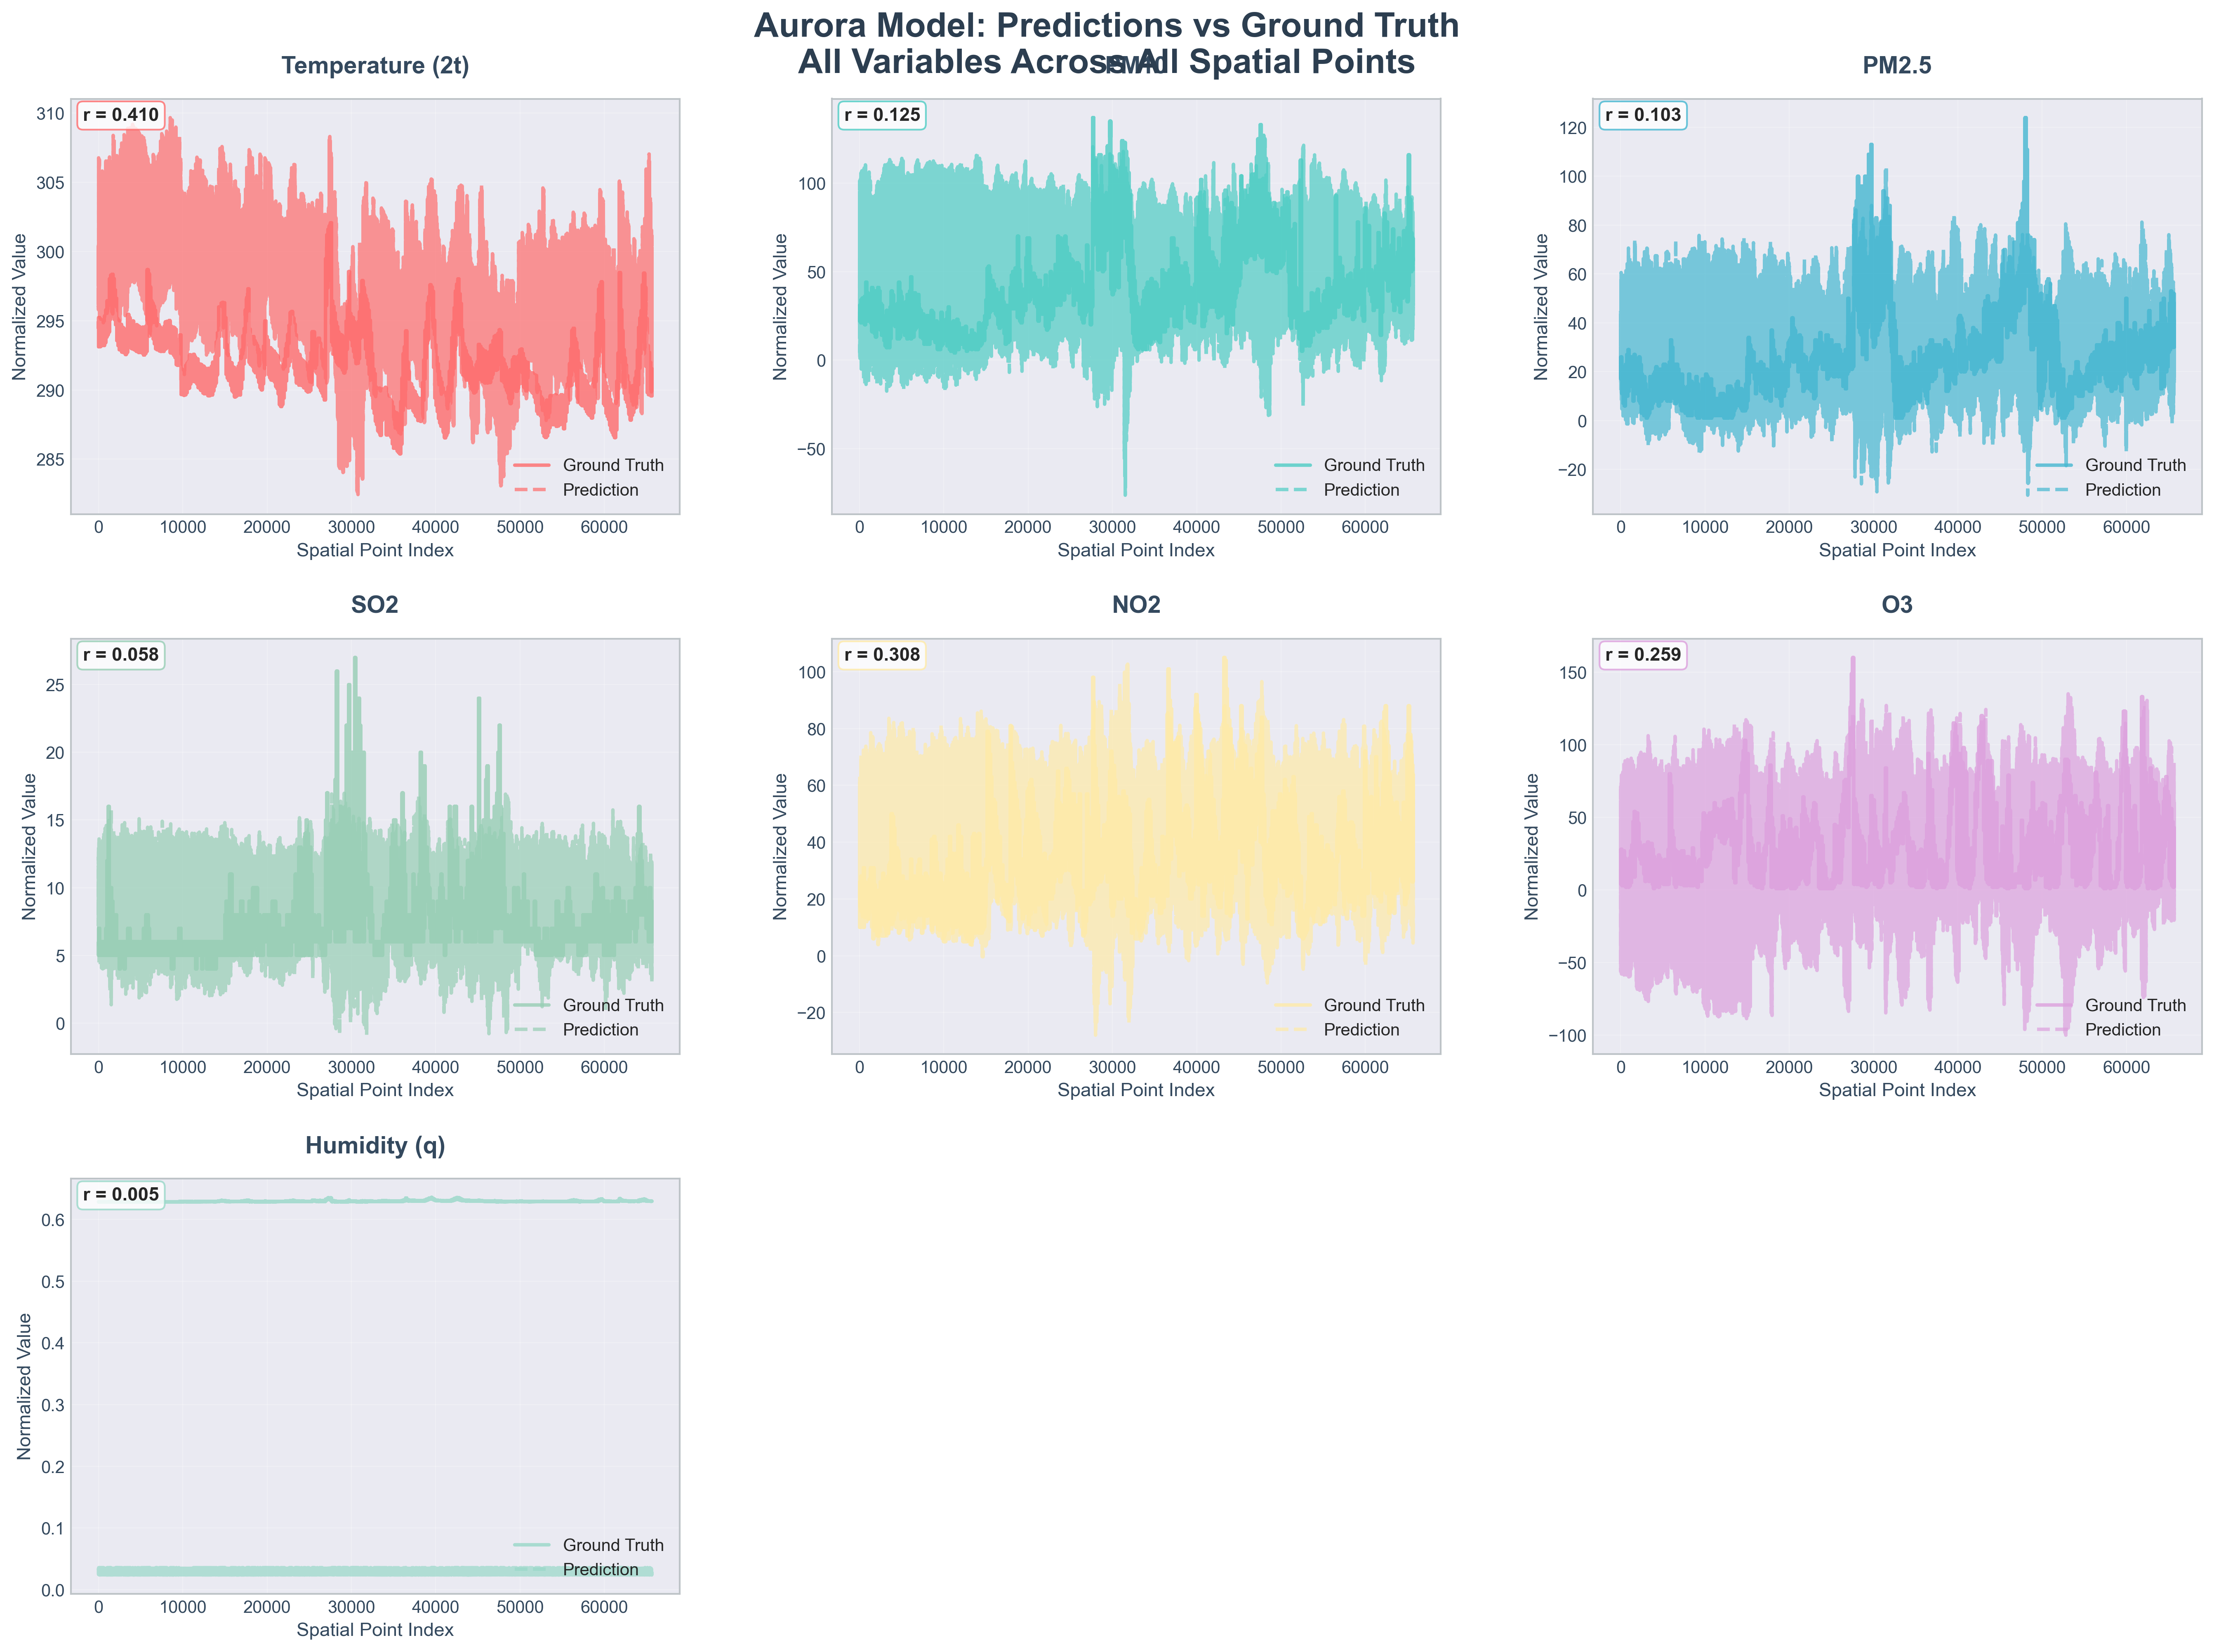 Aurora Model: Predictions vs Ground Truth
All Variables Across All Spatial Points
Temperature (2t)
r = 0.410
Normalized Value
310
305
300
295
290
285
Ground Truth
Prediction
0 10000 20000 30000 40000 50000 60000
Spatial Point Index
PM10
r = 0.125
Normalized Value
100
50
0
−50
Ground Truth
Prediction
0 10000 20000 30000 40000 50000 60000
Spatial Point Index
PM2.5
r = 0.103
Normalized Value
120
100
80
60
40
20
0
−20
Ground Truth
Prediction
0 10000 20000 30000 40000 50000 60000
Spatial Point Index
SO2
r = 0.058
Normalized Value
25
20
15
10
5
0
Ground Truth
Prediction
0 10000 20000 30000 40000 50000 60000
Spatial Point Index
NO2
r = 0.308
Normalized Value
100
80
60
40
20
0
−20
Ground Truth
Prediction
0 10000 20000 30000 40000 50000 60000
Spatial Point Index
O3
r = 0.259
Normalized Value
150
100
50
0
−50
−100
Ground Truth
Prediction
0 10000 20000 30000 40000 50000 60000
Spatial Point Index
Humidity (q)
r = 0.005
Normalized Value
0.6
0.5
0.4
0.3
0.2
0.1
0.0
Ground Truth
Prediction
0 10000 20000 30000 40000 50000 60000
Spatial Point Index